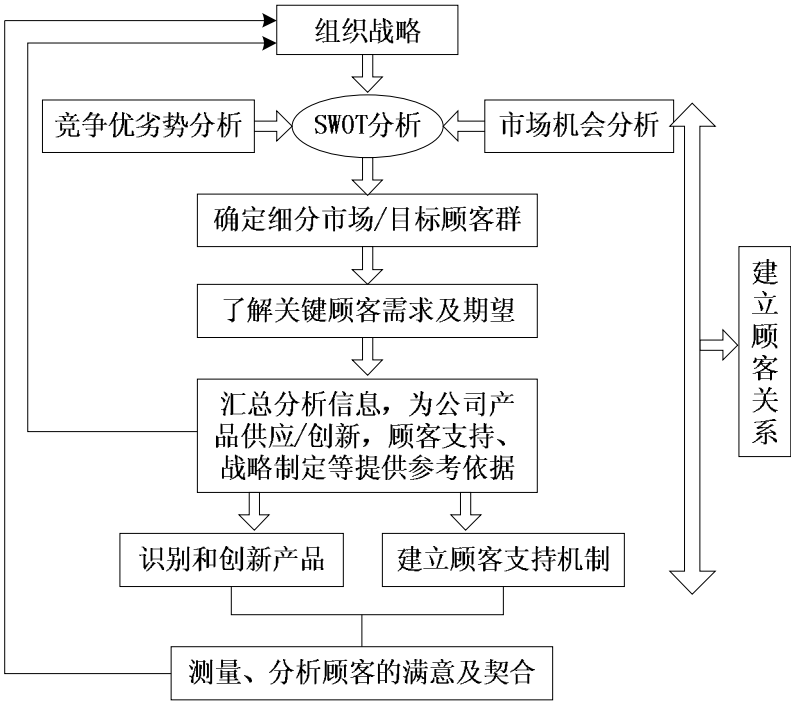 组织战略
竞争优劣势分析
SWOT分析
市场机会分析
确定细分市场/目标顾客群
了解关键顾客需求及期望
汇总分析信息，为公司产
品供应/创新，顾客支持、
战略制定等提供参考依据
识别和创新产品
建立顾客支持机制
测量、分析顾客的满意及契合
建立顾客关系